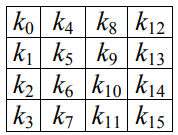 k₀ k₄ k₈ k₁₂
k₁ k₅ k₉ k₁₃
k₂ k₆ k₁₀ k₁₄
k₃ k₇ k₁₁ k₁₅